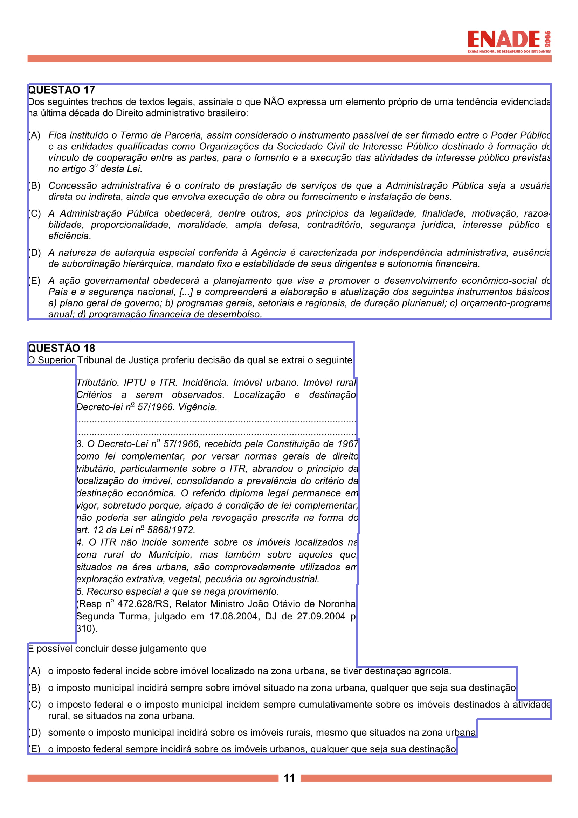 ENADE 2006
EXAME NACIONAL DE DESEMPENHO DOS ESTUDANTES
QUESTÃO 17
Dos seguintes trechos de textos legais, assinale o que NÃO expressa um elemento próprio de uma tendência evidenciada
na última década do Direito administrativo brasileiro:
(A) Fica instituído o Termo de Parceria, assim considerado o instrumento passível de ser firmado entre o Poder Público
e as entidades qualificadas como Organizações da Sociedade Civil de Interesse Público destinado à formação de
vínculo de cooperação entre as partes, para o fomento e a execução das atividades de interesse público previstas
no artigo 3º desta Lei.
(B) Concessão administrativa é o contrato de prestação de serviços de que a Administração Pública seja a usuária
direta ou indireta, ainda que envolva execução de obra ou fornecimento e instalação de bens.
(C) A Administração Pública obedecerá, dentre outros, aos princípios da legalidade, finalidade, motivação, razoa-
bilidade, proporcionalidade, moralidade, ampla defesa, contraditório, segurança jurídica, interesse público e
eficiência.
(D) A natureza de autarquia especial conferida à Agência é caracterizada por independência administrativa, ausência
de subordinação hierárquica, mandato fixo e estabilidade de seus dirigentes e autonomia financeira.
(E) A ação governamental obedecerá a planejamento que vise a promover o desenvolvimento econômico-social do
País e a segurança nacional, [...] e compreenderá a elaboração e atualização dos seguintes instrumentos básicos:
a) plano geral de governo; b) programas gerais, setoriais e regionais, de duração plurianual; c) orçamento-programa
anual; d) programação financeira de desembolso.
QUESTÃO 18
O Superior Tribunal de Justiça proferiu decisão da qual se extrai o seguinte:
Tributário. IPTU e ITR. Incidência. Imóvel urbano. Imóvel rural.
Critérios a serem observados. Localização e destinação.
Decreto-lei nº 57/1966. Vigência.
..........................................................................................................
..........................................................................................................
3. O Decreto-Lei nº 57/1966, recebido pela Constituição de 1967
como lei complementar, por versar normas gerais de direito
tributário, particularmente sobre o ITR, abrandou o princípio da
localização do imóvel, consolidando a prevalência do critério da
destinação econômica. O referido diploma legal permanece em
vigor, sobretudo porque, alçado à condição de lei complementar,
não poderia ser atingido pela revogação prescrita na forma do
art. 12 da Lei nº 5868/1972.
4. O ITR não incide somente sobre os imóveis localizados na
zona rural do Município, mas também sobre aqueles que,
situados na área urbana, são comprovadamente utilizados em
exploração extrativa, vegetal, pecuária ou agroindustrial.
5. Recurso especial a que se nega provimento.
(Resp nº 472.628/RS, Relator Ministro João Otávio de Noronha,
Segunda Turma, julgado em 17.08.2004, DJ de 27.09.2004 p.
310).
É possível concluir desse julgamento que
(A) o imposto federal incide sobre imóvel localizado na zona urbana, se tiver destinação agrícola.
(B) o imposto municipal incidirá sempre sobre imóvel situado na zona urbana, qualquer que seja sua destinação.
(C) o imposto federal e o imposto municipal incidem sempre cumulativamente sobre os imóveis destinados à atividade
rural, se situados na zona urbana.
(D) somente o imposto municipal incidirá sobre os imóveis rurais, mesmo que situados na zona urbana.
(E) o imposto federal sempre incidirá sobre os imóveis urbanos, qualquer que seja sua destinação.
11